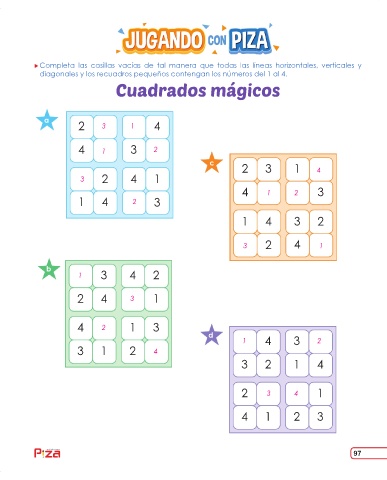 JUGANDO CON PIZA
▸ Completa las casillas vacías de tal manera que todas las líneas horizontales, verticales y
diagonales y los recuadros pequeños contengan los números del 1 al 4.
Cuadrados mágicos
a
2 3 1 4
4 1 3 2
3 2 4 1
1 4 2 3
c
2 3 1 4
4 1 2 3
1 4 3 2
3 2 4 1
b
1 3 4 2
2 4 3 1
4 2 1 3
3 1 2 4
d
1 4 3 2
3 2 1 4
2 3 4 1
4 1 2 3
Piza
97